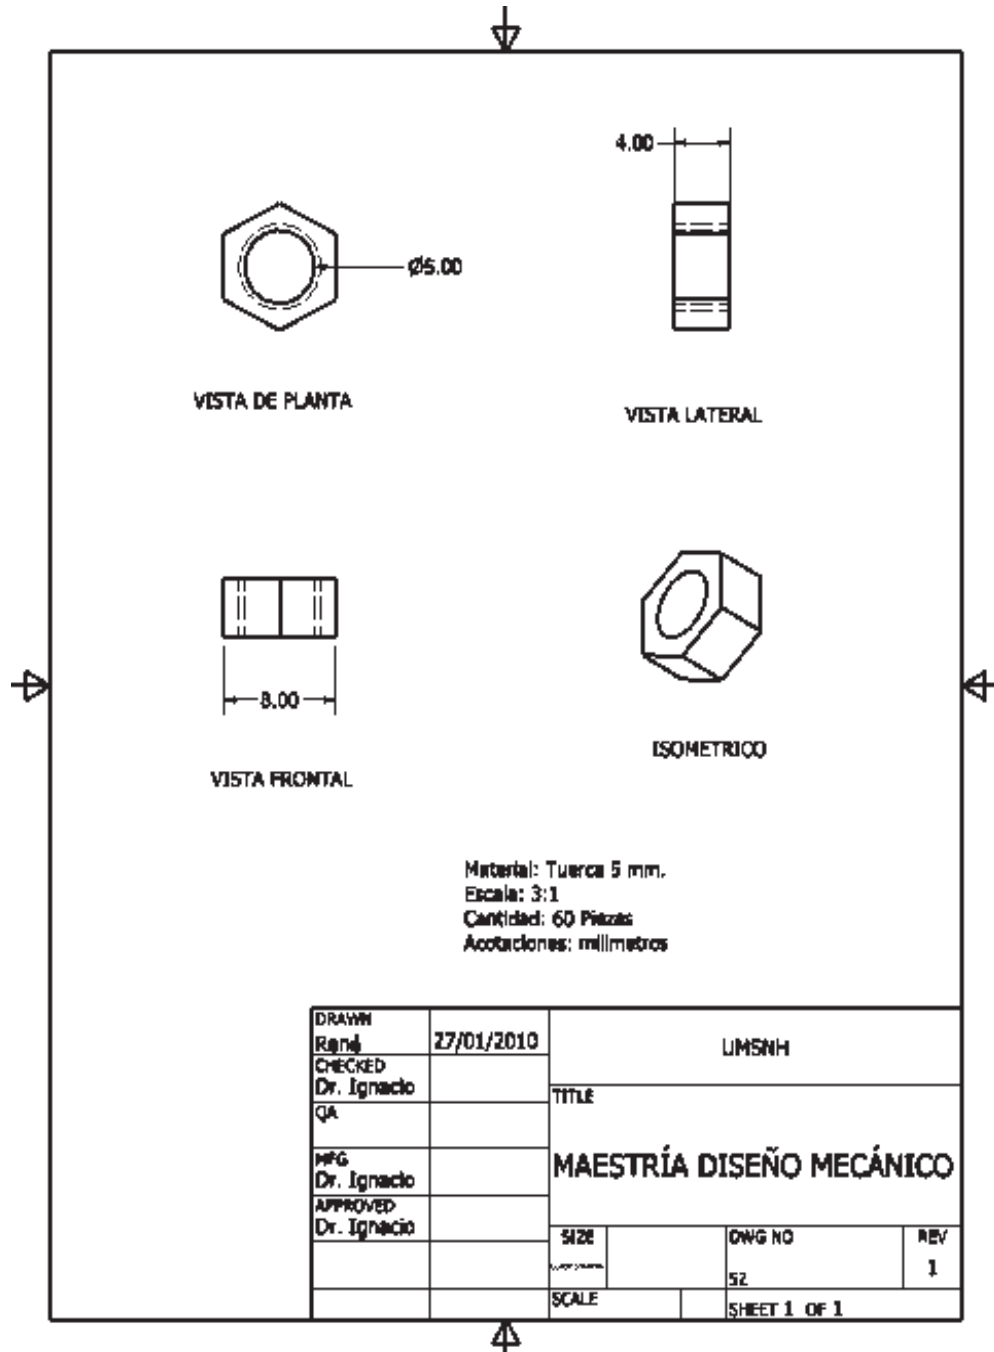 4.00
Ø5.00
VISTA DE PLANTA
VISTA LATERAL
8.00
VISTA FRONTAL
ISOMETRICO
Material: Tuerca 5 mm.
Escala: 3:1
Cantidad: 60 Piezas
Acotaciones: milimetros
DRAWN
René
27/01/2010
UMSNH
CHECKED
Dr. Ignacio
TITLE
QA
MAESTRÍA DISEÑO MECÁNICO
MFG
Dr. Ignacio
APPROVED
Dr. Ignacio
SIZE
DWG NO
REV
52
1
SCALE
SHEET 1 OF 1